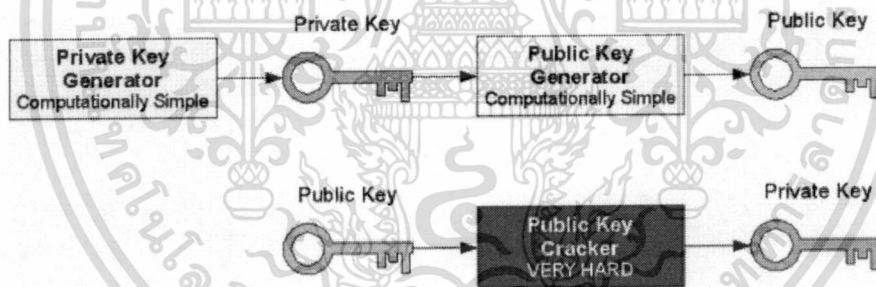 Private Key
Public Key
Private Key
Generator
Computationally Simple
Public Key
Generator
Computationally Simple
Public Key
Private Key
Public Key
Cracker
VERY HARD